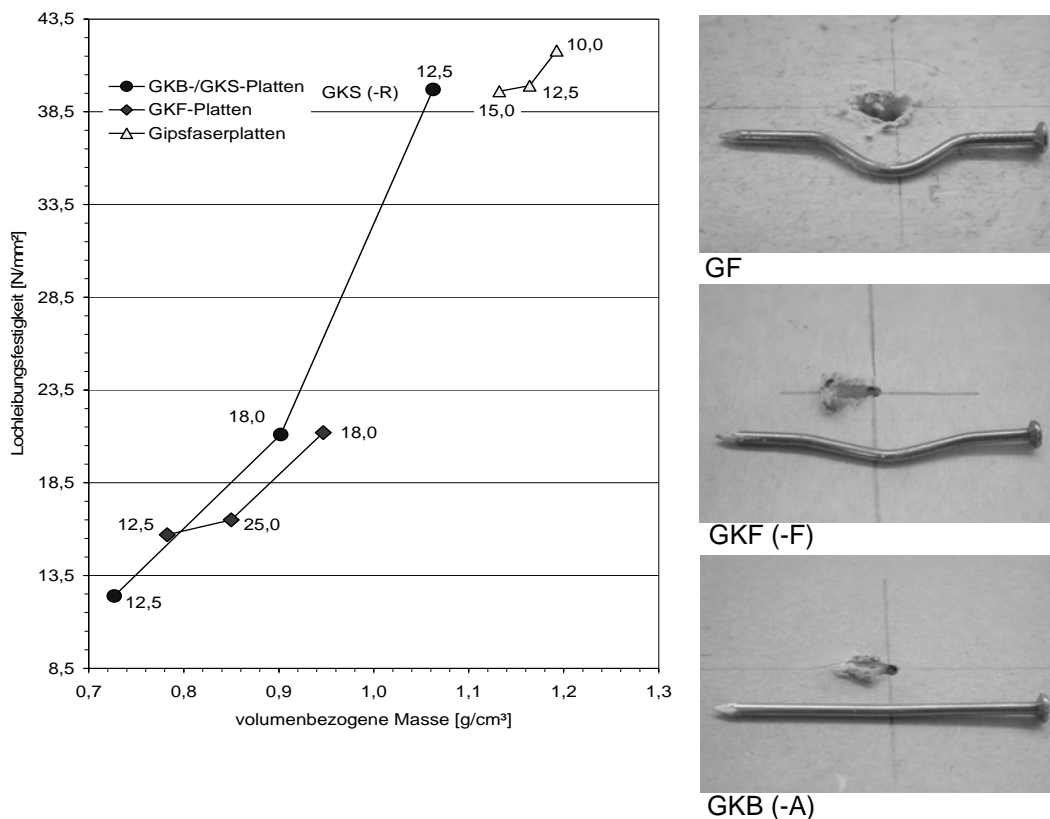 43,5
38,5
33,5
28,5
23,5
18,5
13,5
8,5
Lochleibungsfestigkeit [N/mm²]
GKB-/GKS-Platten
GKF-Platten
Gipsfaserplatten
GKS (-R)
12,5
10,0
12,5
15,0
18,0
18,0
12,5
25,0
12,5
0,7 0,8 0,9 1,0 1,1 1,2 1,3
volumenbezogene Masse [g/cm³]
GF
GKF (-F)
GKB (-A)